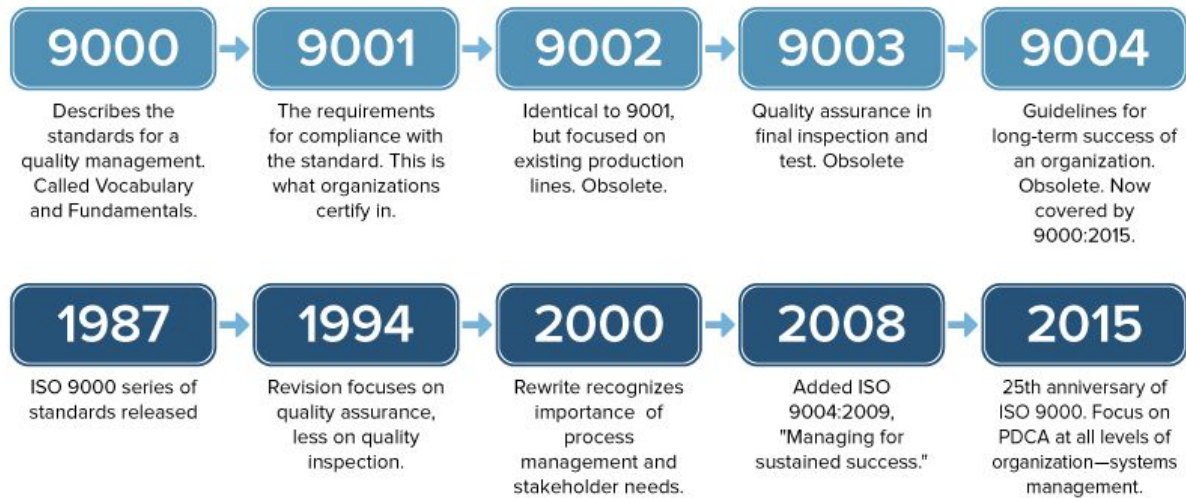 9000
Describes the
standards for a
quality management.
Called Vocabulary
and Fundamentals.
9001
The requirements
for compliance with
the standard. This is
what organizations
certify in.
9002
Identical to 9001,
but focused on
existing production
lines. Obsolete.
9003
Quality assurance in
final inspection and
test. Obsolete
9004
Guidelines for
long-term success of
an organization.
Obsolete. Now
covered by
9000:2015.
1987
ISO 9000 series of
standards released
1994
Revision focuses on
quality assurance,
less on quality
inspection.
2000
Rewrite recognizes
importance of
process
management and
stakeholder needs.
2008
Added ISO
9004:2009,
"Managing for
sustained success."
2015
25th anniversary of
ISO 9000. Focus on
PDCA at all levels of
organization—systems
management.